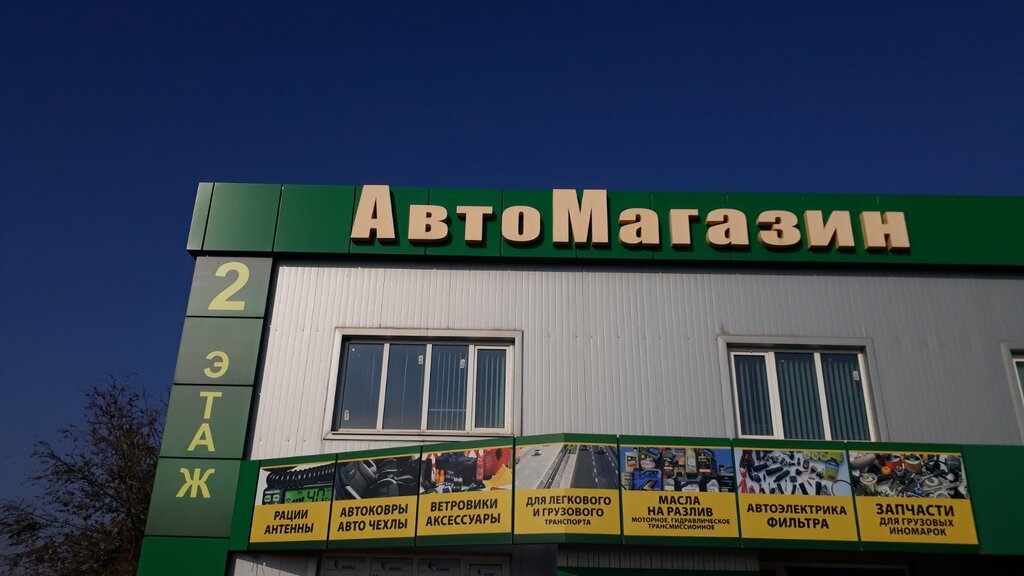 АвтоМагазин
2
Э
Т
А
Ж
РАЦИИ
АНТЕННЫ
АВТОКОВРЫ
АВТО ЧЕХЛЫ
ВЕТРОВИКИ
АКСЕССУАРЫ
ДЛЯ ЛЕГКОВОГО
И ГРУЗОВОГО
ТРАНСПОРТА
МАСЛА
НА РАЗЛИВ
МОТОРНОЕ, ГИДРАВЛИЧЕСКОЕ
ТРАНСМИССИОННОЕ
АВТОЭЛЕКТРИКА
ФИЛЬТРА
ЗАПЧАСТИ
ДЛЯ ГРУЗОВЫХ
ИНОМАРОК